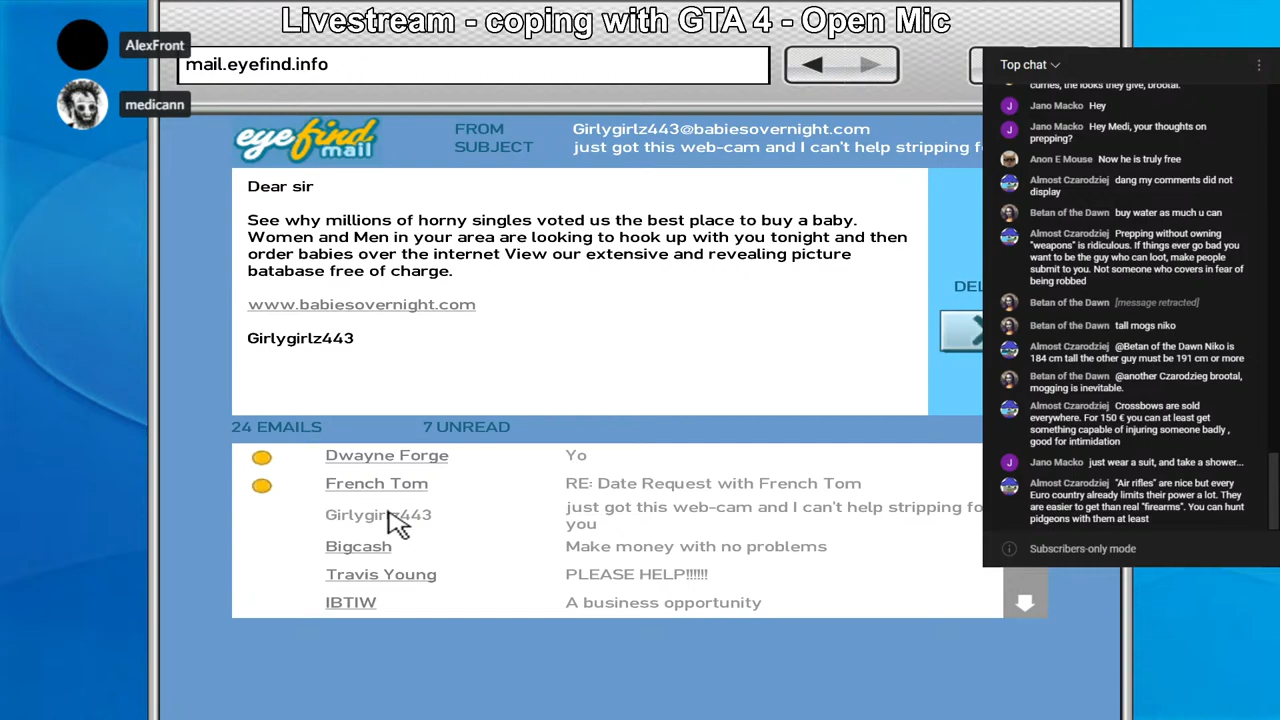 Livestream - coping with GTA 4 - Open Mic
AlexFront
medicann
mail.eyefind.info
eyefind
mail
FROM
Girlygirlz443@babiesovernight.com
SUBJECT
just got this web-cam and I can't help stripping f
Dear sir
See why millions of horny singles voted us the best place to buy a baby.
Women and Men in your area are looking to hook up with you tonight and then
order babies over the internet View our extensive and revealing picture
batabase free of charge.
www.babiesovernight.com
Girlygirlz443
DEL
24 EMAILS
7 UNREAD
Dwayne Forge
Yo
French Tom
RE: Date Request with French Tom
Girlygirlz443
just got this web-cam and I can't help stripping for
you
Bigcash
Make money with no problems
Travis Young
PLEASE HELP!!!!!!
IBTIW
A business opportunity
Top chat
curries, the looks they give, brootal.
Jano Macko Hey
Jano Macko Hey Medi, your thoughts on
prepping?
Anon E Mouse Now he is truly free
Almost Czarodziej dang my comments did not
display
Betan of the Dawn buy water as much u can
Almost Czarodziej Prepping without owning
"weapons" is ridiculous. If things ever go bad you
want to be the guy who can loot, make people
submit to you. Not someone who covers in fear of
being robbed
Betan of the Dawn [message retracted]
Betan of the Dawn tall mogs niko
Almost Czarodziej @Betan of the Dawn Niko is
184 cm tall the other guy must be 191 cm or more
Betan of the Dawn @another Czarodzieg brootal,
mogging is inevitable.
Almost Czarodziej Crossbows are sold
everywhere. For 150 € you can at least get
something capable of injuring someone badly ,
good for intimidation
Jano Macko just wear a suit, and take a shower...
Almost Czarodziej "Air rifles" are nice but every
Euro country already limits their power a lot. They
are easier to get than real "firearms". You can hunt
pidgeons with them at least
Subscribers-only mode